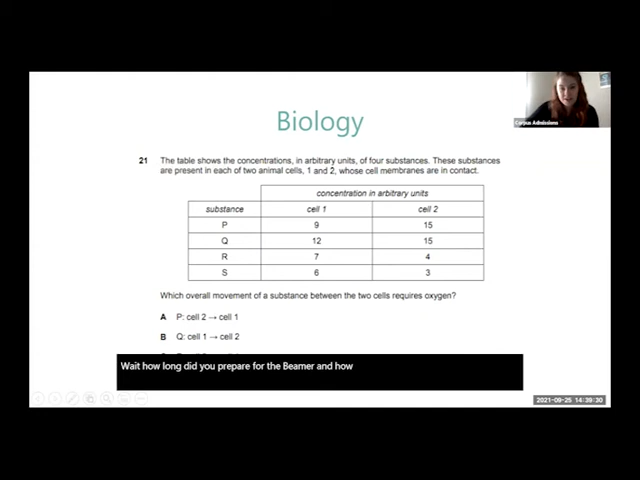 Biology
Corpus Admissions
21 The table shows the concentrations, in arbitrary units, of four substances. These substances
are present in each of two animal cells, 1 and 2, whose cell membranes are in contact.
concentration in arbitrary units
substance cell 1 cell 2
P 9 15
Q 12 15
R 7 4
S 6 3
Which overall movement of a substance between the two cells requires oxygen?
A P: cell 2 → cell 1
B Q: cell 1 → cell 2
Wait how long did you prepare for the Beamer and how
2021-09-25 14:39:30